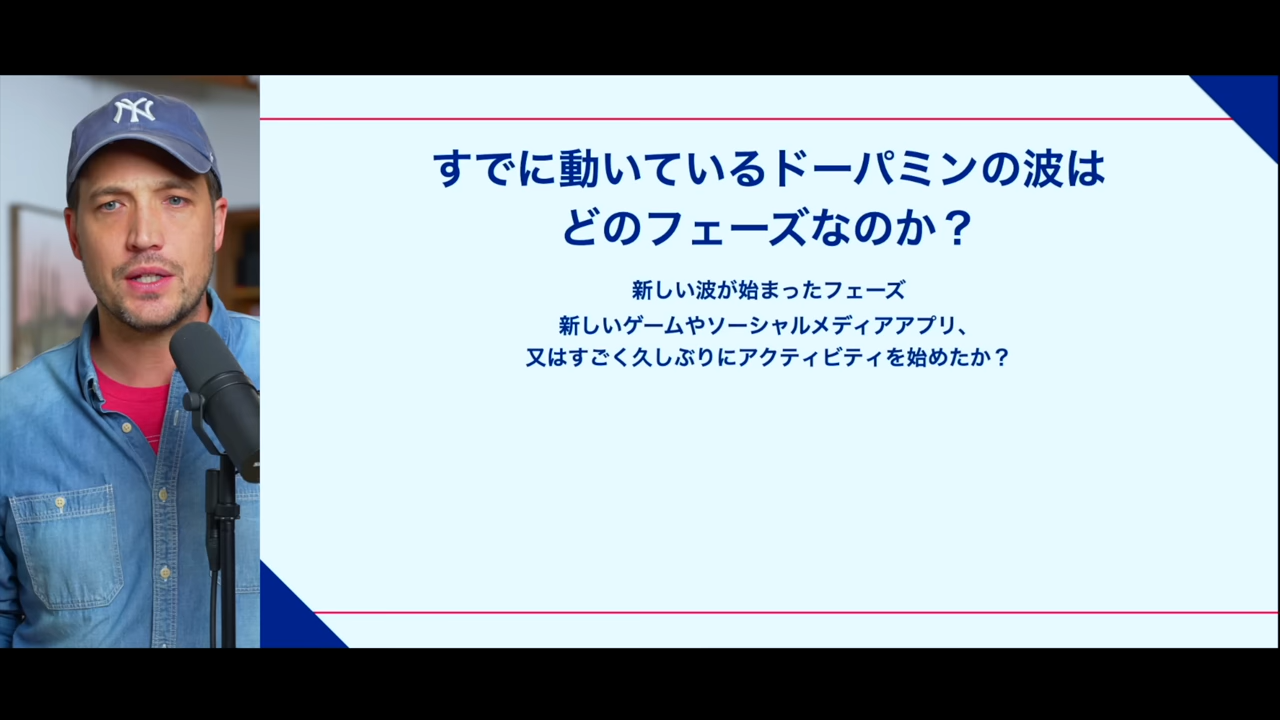 NY
すでに動いているドーパミンの波は
どのフェーズなのか？
新しい波が始まったフェーズ
新しいゲームやソーシャルメディアアプリ、
又はすごく久しぶりにアクティビティを始めたか？